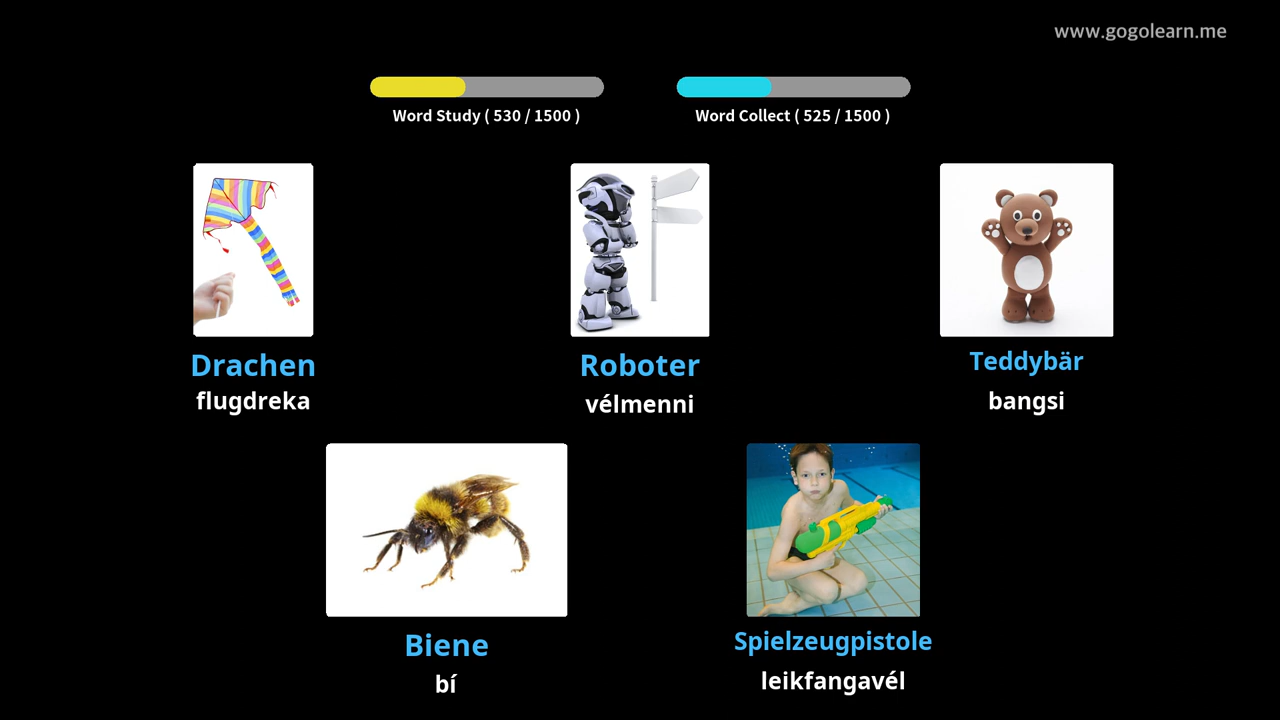 www.gogolearn.me
Word Study ( 530 / 1500 )
Word Collect ( 525 / 1500 )
Drachen
flugdreka
Roboter
vélmenni
Teddybär
bangsi
Biene
bí
Spielzeugpistole
leikfangavél